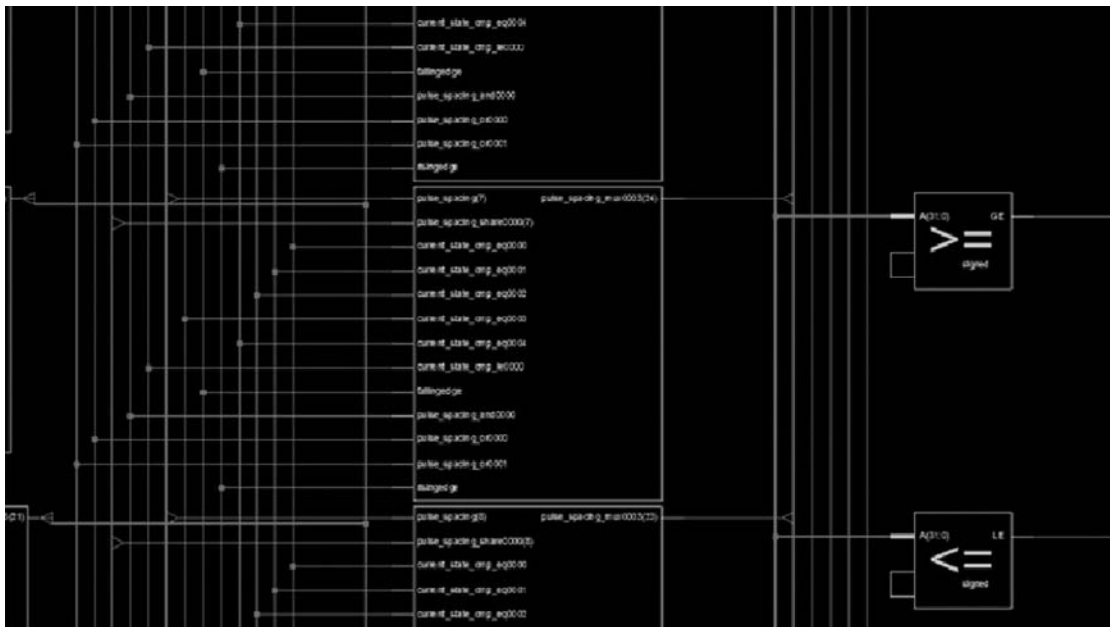 current_state_cmp_eq0004
current_state_cmp_le0000
fallingedge
pulse_spacing_and0000
pulse_spacing_or0000
pulse_spacing_or0001
risingedge
pulse_spacing(7) pulse_spacing_mux0003(24)
pulse_spacing_share0000(7)
current_state_cmp_eq0000
current_state_cmp_eq0001
current_state_cmp_eq0002
current_state_cmp_eq0003
current_state_cmp_eq0004
current_state_cmp_le0000
fallingedge
pulse_spacing_and0000
pulse_spacing_or0000
pulse_spacing_or0001
risingedge
A(31:0) GE
>=
signed
(21)
pulse_spacing(8) pulse_spacing_mux0003(23)
pulse_spacing_share0000(8)
current_state_cmp_eq0000
current_state_cmp_eq0001
current_state_cmp_eq0002
A(31:0) LE
<=
signed